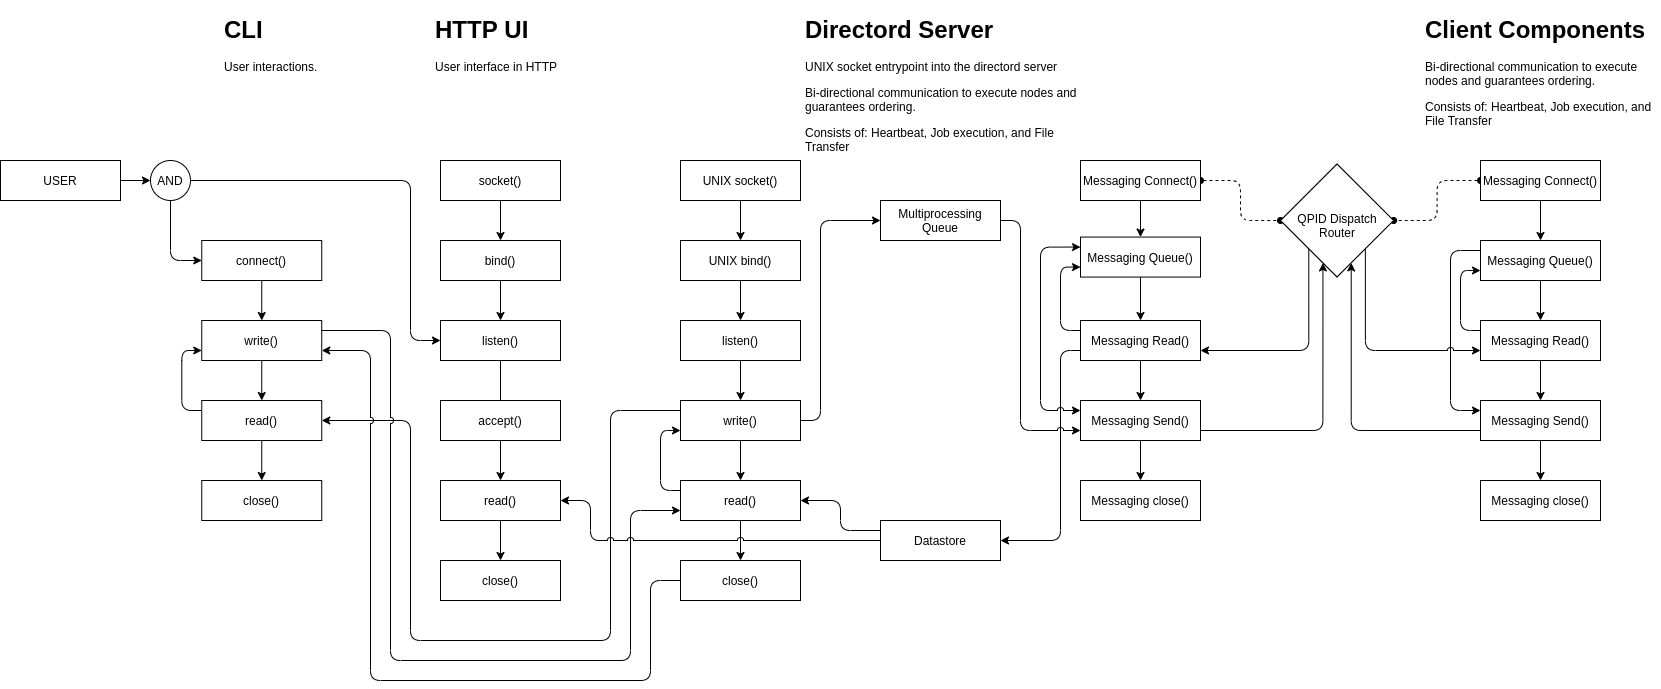 CLI
User interactions.
HTTP UI
User interface in HTTP
Directord Server
UNIX socket entrypoint into the directord server
Bi-directional communication to execute nodes and
guarantees ordering.
Consists of: Heartbeat, Job execution, and File
Transfer
Client Components
Bi-directional communication to execute
nodes and guarantees ordering.
Consists of: Heartbeat, Job execution, and
File Transfer
USER
AND
connect()
write()
read()
close()
socket()
bind()
listen()
accept()
read()
close()
UNIX socket()
UNIX bind()
listen()
write()
read()
close()
Multiprocessing
Queue
Datastore
Messaging Connect()
Messaging Queue()
Messaging Read()
Messaging Send()
Messaging close()
QPID Dispatch
Router
Messaging Connect()
Messaging Queue()
Messaging Read()
Messaging Send()
Messaging close()